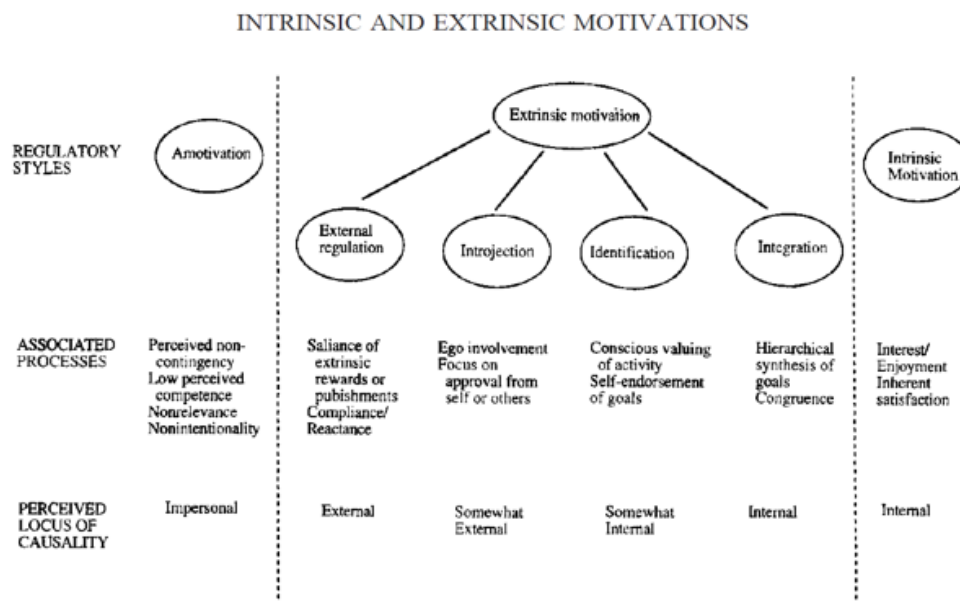 INTRINSIC AND EXTRINSIC MOTIVATIONS
REGULATORY
STYLES
Amotivation
Extrinsic motivation
Intrinsic
Motivation
External
regulation
Introjection
Identification
Integration
ASSOCIATED
PROCESSES
Perceived non-
contingency
Low perceived
competence
Nonrelevance
Nonintentionality
Saliance of
extrinsic
rewards or
pubishments
Compliance/
Reactance
Ego involvement
Focus on
approval from
self or others
Conscious valuing
of activity
Self-endorsement
of goals
Hierarchical
synthesis of
goals
Congruence
Interest/
Enjoyment
Inherent
satisfaction
PERCEIVED
LOCUS OF
CAUSALITY
Impersonal
External
Somewhat
External
Somewhat
Internal
Internal
Internal